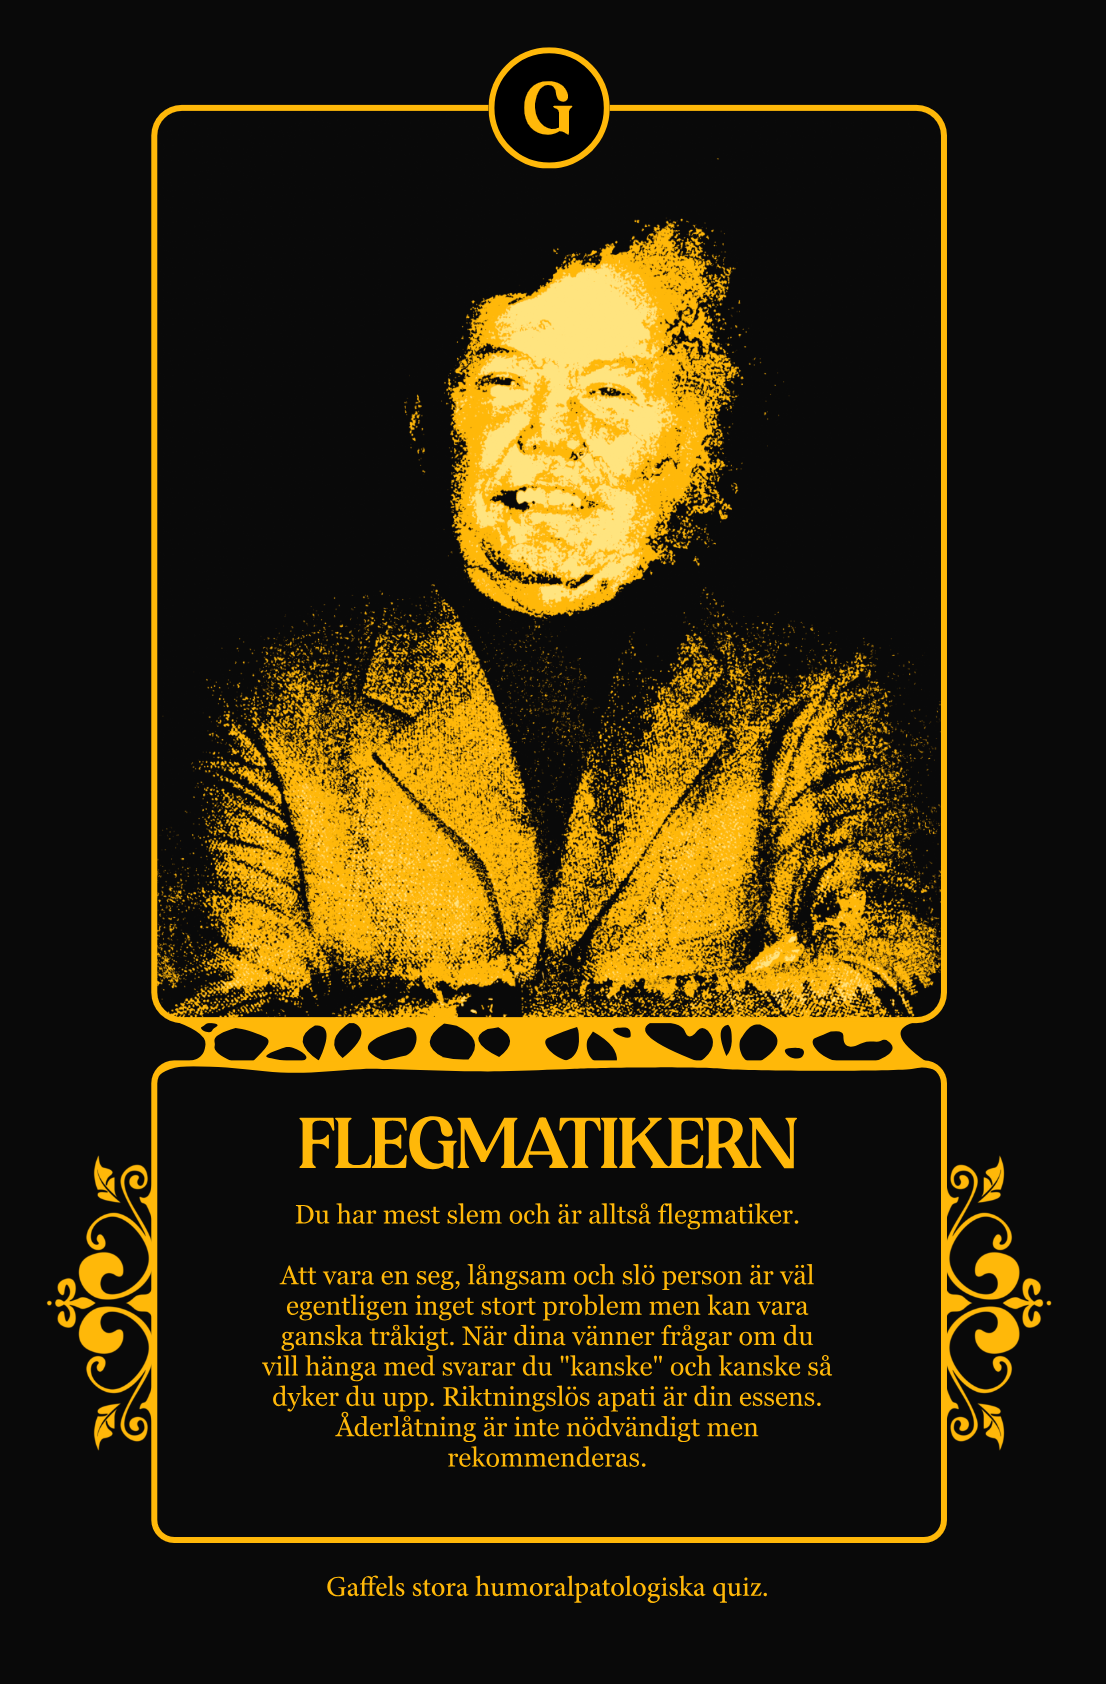 G
FLEGMATIKERN
Du har mest slem och är alltså flegmatiker.
Att vara en seg, långsam och slö person är väl
egentligen inget stort problem men kan vara
ganska tråkigt. När dina vänner frågar om du
vill hänga med svarar du "kanske" och kanske så
dyker du upp. Riktningslös apati är din essens.
Åderlåtning är inte nödvändigt men
rekommenderas.
Gaffels stora humoralpatologiska quiz.